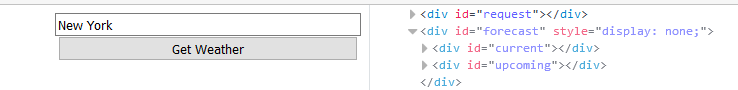 New York
Get Weather
<div id="request"></div>
<div id="forecast" style="display: none;">
<div id="current"></div>
<div id="upcoming"></div>
</div>